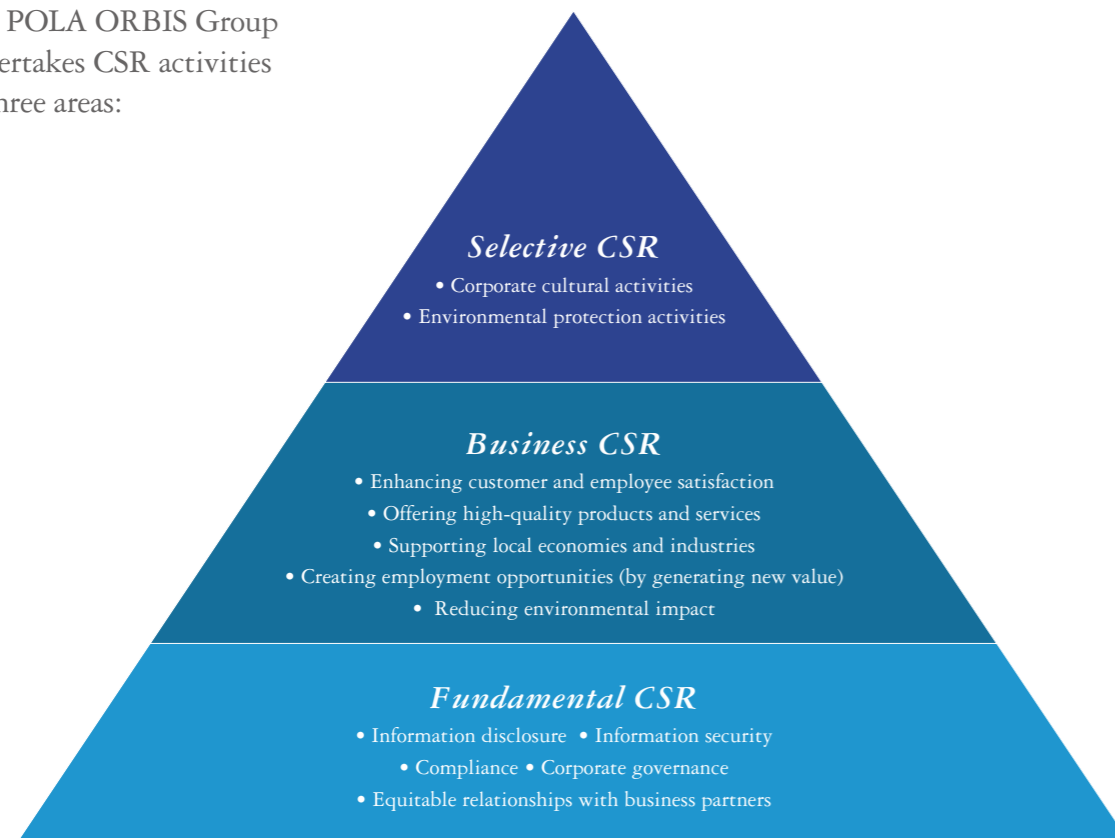 POLA ORBIS Group
ertakes CSR activities
hree areas:
Selective CSR
• Corporate cultural activities
• Environmental protection activities
Business CSR
• Enhancing customer and employee satisfaction
• Offering high-quality products and services
• Supporting local economies and industries
• Creating employment opportunities (by generating new value)
• Reducing environmental impact
Fundamental CSR
• Information disclosure • Information security
• Compliance • Corporate governance
• Equitable relationships with business partners